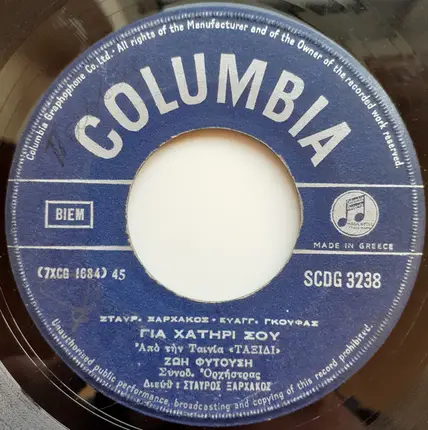 Columbia Graphophone Co. Ltd. - All rights of the Manufacturer and of the Owner of the recorded work reserved.
COLUMBIA
BIEM
MADE IN GREECE
(7XCG 1684) 45
SCDG 3238
ΣΤΑΥΡ. ΞΑΡΧΑΚΟΣ - ΕΥΑΓΓ. ΓΚΟΥΦΑΣ
ΓΙΑ ΧΑΤΗΡΙ ΣΟΥ
Ἀπὸ τὴν Ταινία «ΤΑΞΙΔΙ»
ΖΩΗ ΦΥΤΟΥΣΗ
Συνοδ. Ὀρχήστρας
Διευθ: ΣΤΑΥΡΟΣ ΞΑΡΧΑΚΟΣ
Unauthorised public performance, broadcasting and copying of this record prohibited.